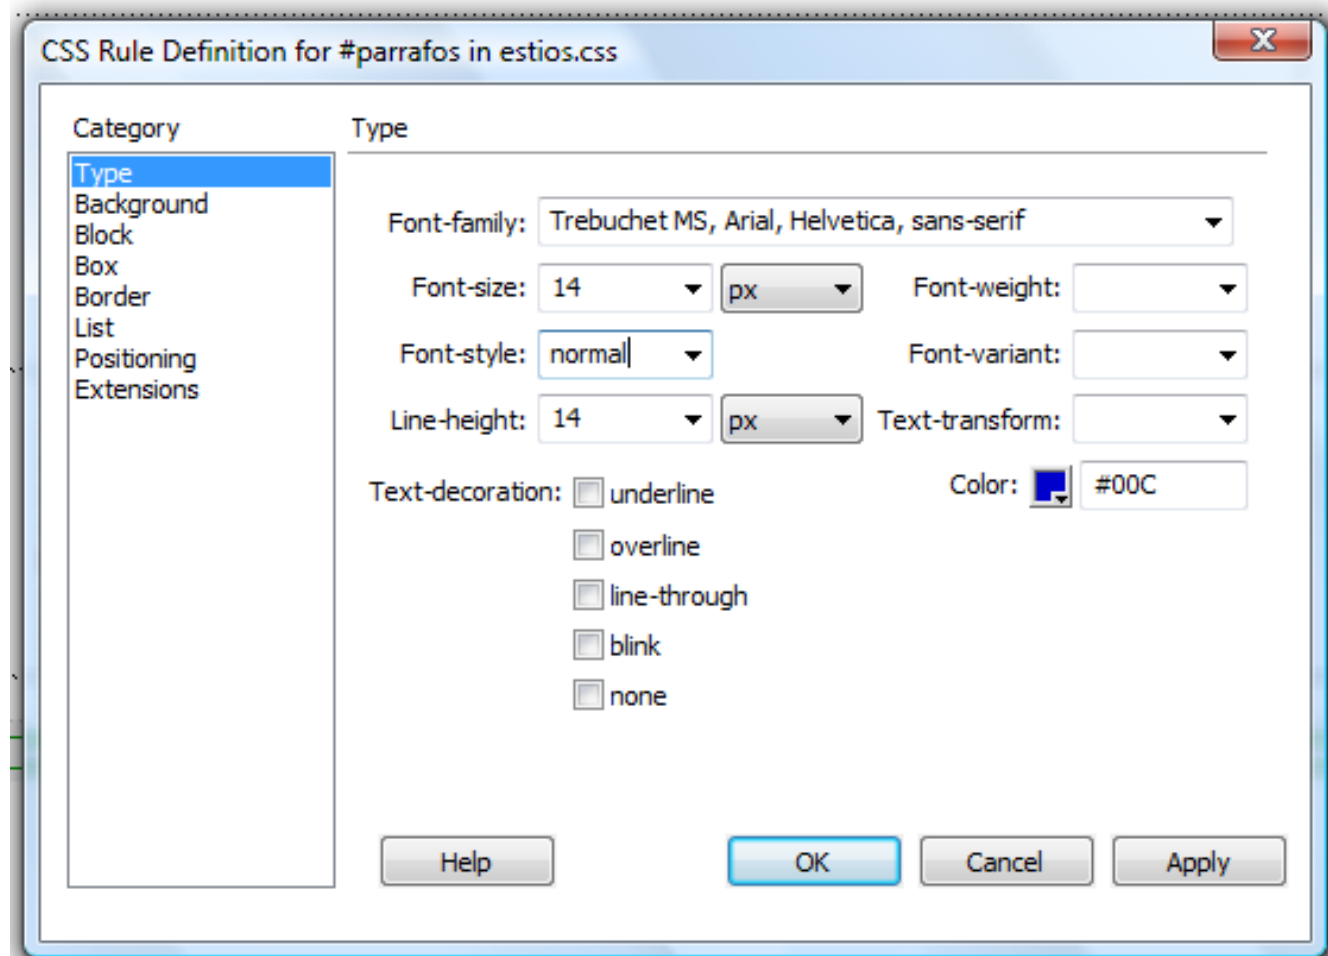 CSS Rule Definition for #parrafos in estios.css
Category
Type
Background
Block
Box
Border
List
Positioning
Extensions
Type
Font-family: Trebuchet MS, Arial, Helvetica, sans-serif
Font-size: 14 px Font-weight:
Font-style: normal Font-variant:
Line-height: 14 px Text-transform:
Text-decoration: underline Color: #00C
overline
line-through
blink
none
Help OK Cancel Apply